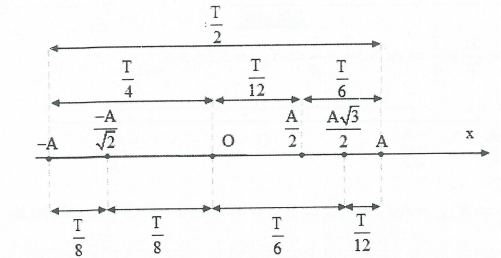 T/2
T/4 T/12 T/6
−A −A/√2 O A/2 A√3/2 A x
T/8 T/8 T/6 T/12